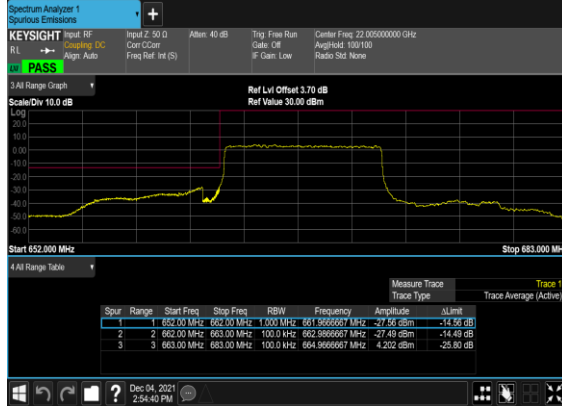 Spectrum Analyzer 1
Spurious Emissions
KEYSIGHT Input: RF Input Z: 50 Ω Atten: 40 dB Trig: Free Run Center Freq: 22.005000000 GHz
RL Coupling: DC Corr CCorr Gate: Off Avg|Hold: 100/100
Align: Auto Freq Ref: Int (S) IF Gain: Low Radio Std: None
PASS
3 All Range Graph
Ref Lvl Offset 3.70 dB
Scale/Div 10.0 dB Ref Value 30.00 dBm
Log
20.0
10.0
0.00
-10.0
-20.0
-30.0
-40.0
-50.0
-60.0
Start 652.000 MHz Stop 683.000 MH
4 All Range Table
Measure Trace Trace 1
Trace Type Trace Average (Active)
Spur Range Start Freq Stop Freq RBW Frequency Amplitude ΔLimit
1 1 652.00 MHz 662.00 MHz 1.000 MHz 661.9666667 MHz -27.56 dBm -14.56 dB
2 2 662.00 MHz 663.00 MHz 100.0 kHz 662.9866667 MHz -27.49 dBm -14.49 dB
3 3 663.00 MHz 683.00 MHz 100.0 kHz 664.9666667 MHz 4.202 dBm -25.80 dB
Dec 04, 2021
2:54:40 PM